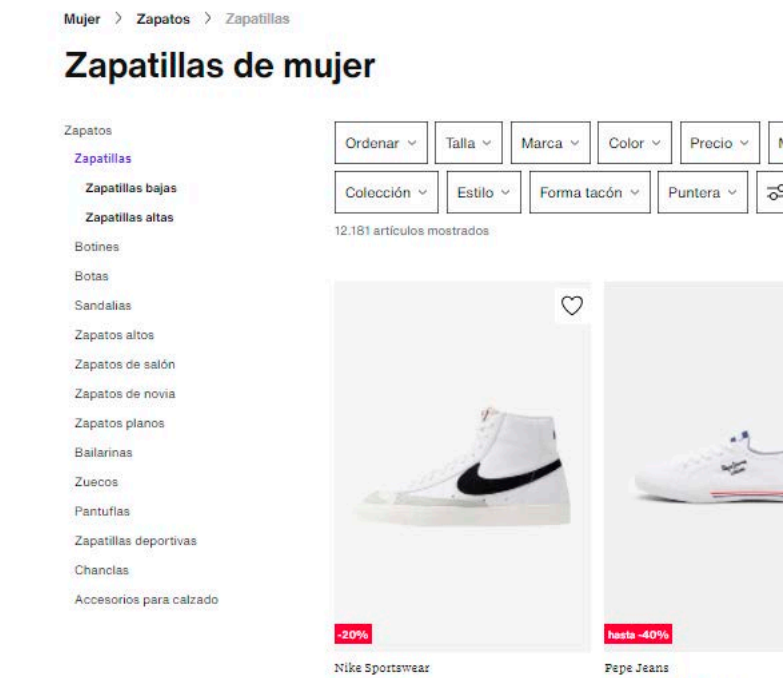 Mujer > Zapatos > Zapatillas
Zapatillas de mujer
Zapatos
Zapatillas
Zapatillas bajas
Zapatillas altas
Botines
Botas
Sandalias
Zapatos altos
Zapatos de salón
Zapatos de novia
Zapatos planos
Bailarinas
Zuecos
Pantuflas
Zapatillas deportivas
Chanclas
Accesorios para calzado
Ordenar Talla Marca Color Precio
Colección Estilo Forma tacón Puntera
12.181 artículos mostrados
-20%
Nike Sportswear
hasta -40%
Pepe Jeans